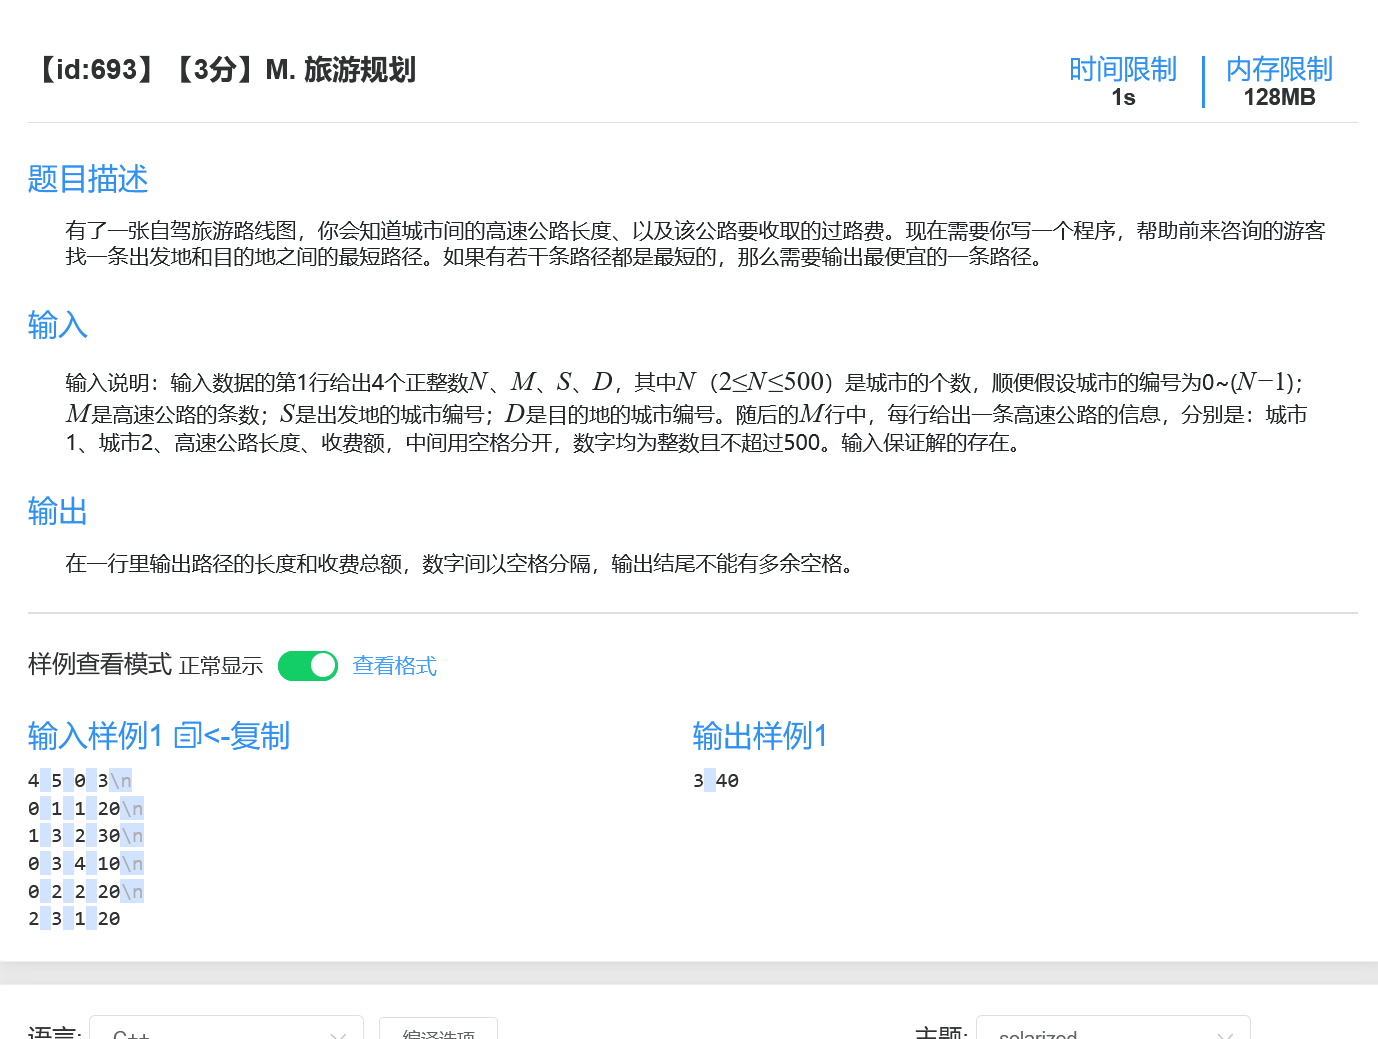 【id:693】【3分】M. 旅游规划
时间限制
1s
内存限制
128MB
题目描述
有了一张自驾旅游路线图，你会知道城市间的高速公路长度、以及该公路要收取的过路费。现在需要你写一个程序，帮助前来咨询的游客
找一条出发地和目的地之间的最短路径。如果有若干条路径都是最短的，那么需要输出最便宜的一条路径。
输入
输入说明：输入数据的第1行给出4个正整数N、M、S、D，其中N（2≤N≤500）是城市的个数，顺便假设城市的编号为0~(N−1)；
M是高速公路的条数；S是出发地的城市编号；D是目的地的城市编号。随后的M行中，每行给出一条高速公路的信息，分别是：城市
1、城市2、高速公路长度、收费额，中间用空格分开，数字均为整数且不超过500。输入保证解的存在。
输出
在一行里输出路径的长度和收费总额，数字间以空格分隔，输出结尾不能有多余空格。
样例查看模式 正常显示 查看格式
输入样例1 <-复制
4 5 0 3\n
0 1 1 20\n
1 3 2 30\n
0 3 4 10\n
0 2 2 20\n
2 3 1 20
输出样例1
3 40
语言: C++ 编译选项 主题: solarized